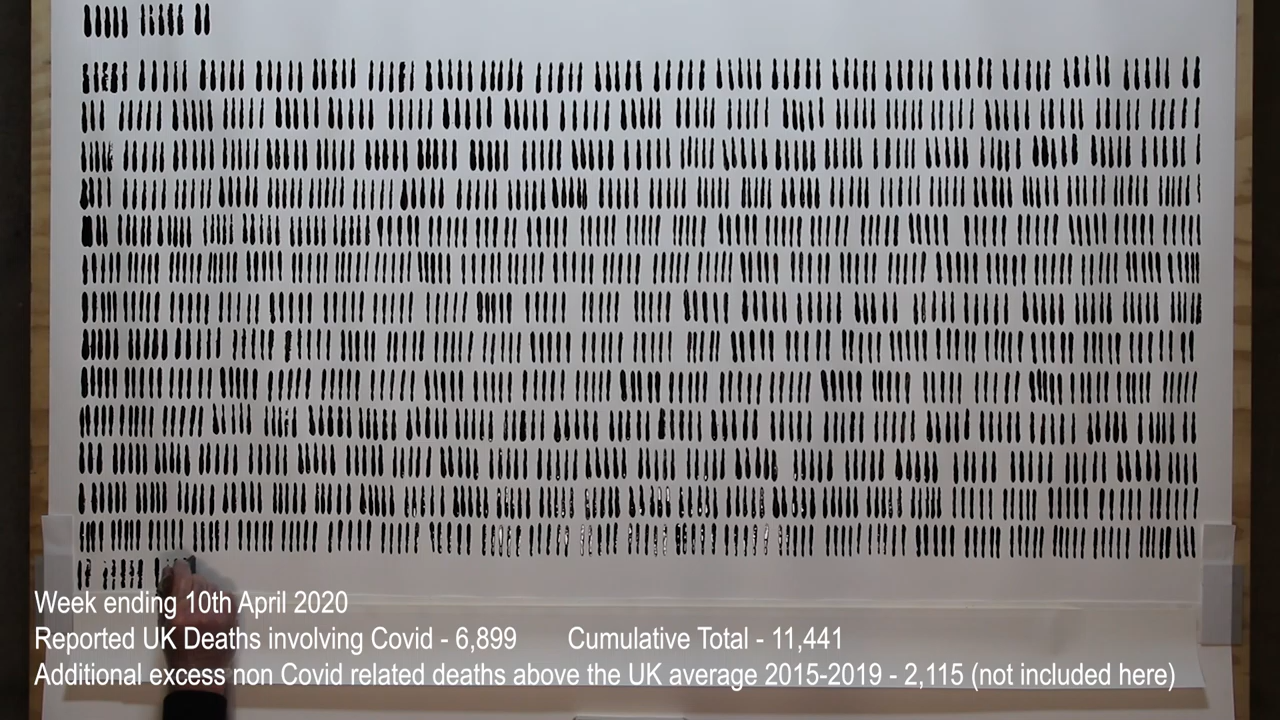 Week ending 10th April 2020
Reported UK Deaths involving Covid - 6,899 Cumulative Total - 11,441
Additional excess non Covid related deaths above the UK average 2015-2019 - 2,115 (not included here)